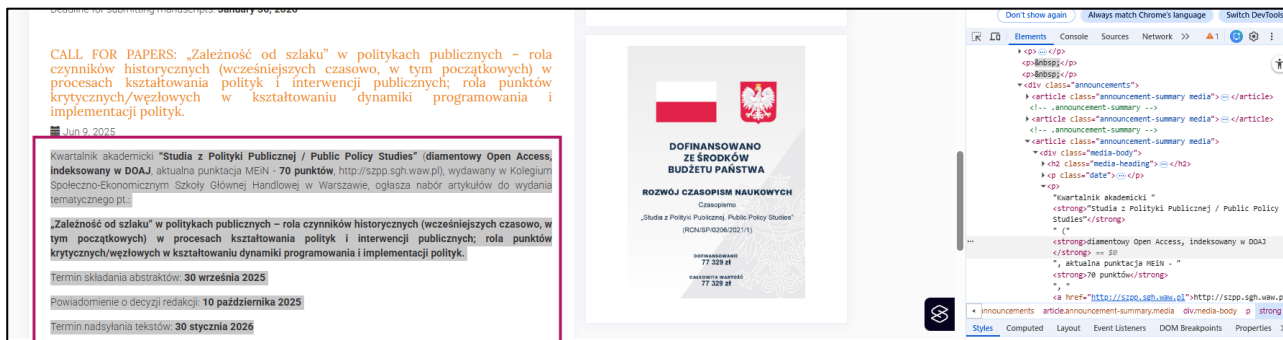 Deadline for submitting manuscripts: January 30, 2026
CALL FOR PAPERS: „Zależność od szlaku” w politykach publicznych – rola
czynników historycznych (wcześniejszych czasowo, w tym początkowych) w
procesach kształtowania polityk i interwencji publicznych; rola punktów
krytycznych/węzłowych w kształtowaniu dynamiki programowania i
implementacji polityk.
Jun 9, 2025
Kwartalnik akademicki “Studia z Polityki Publicznej / Public Policy Studies” (diamentowy Open Access,
indeksowany w DOAJ, aktualna punktacja MEiN - 70 punktów, http://szpp.sgh.waw.pl), wydawany w Kolegium
Społeczno-Ekonomicznym Szkoły Głównej Handlowej w Warszawie, ogłasza nabór artykułów do wydania
tematycznego pt.:
„Zależność od szlaku” w politykach publicznych – rola czynników historycznych (wcześniejszych czasowo, w
tym początkowych) w procesach kształtowania polityk i interwencji publicznych; rola punktów
krytycznych/węzłowych w kształtowaniu dynamiki programowania i implementacji polityk.
Termin składania abstraktów: 30 września 2025
Powiadomienie o decyzji redakcji: 10 października 2025
Termin nadsyłania tekstów: 30 stycznia 2026
DOFINANSOWANO
ZE ŚRODKÓW
BUDŻETU PAŃSTWA
ROZWÓJ CZASOPISM NAUKOWYCH
Czasopismo
„Studia z Polityki Publicznej. Public Policy Studies”
(RCN/SP/0206/2021/1)
DOFINANSOWANIE
77 329 zł
CAŁKOWITA WARTOŚĆ
77 329 zł
Don't show again Always match Chrome's language Switch DevTools
Elements Console Sources Network 1
<p> </p>
<p>&nbsp;</p>
<p>&nbsp;</p>
<div class="announcements">
<article class="announcement-summary media"> </article>
<!-- .announcement-summary -->
<article class="announcement-summary media"> </article>
<!-- .announcement-summary -->
<article class="announcement-summary media">
<div class="media-body">
<h2 class="media-heading"> </h2>
<p class="date"> </p>
<p>
"Kwartalnik akademicki "
<strong>“Studia z Polityki Publicznej / Public Policy
Studies”</strong>
" ("
<strong>diamentowy Open Access, indeksowany w DOAJ
</strong> == $0
", aktualna punktacja MEiN - "
<strong>70 punktów</strong>
", "
<a href="http://szpp.sgh.waw.pl">http://szpp.sgh.waw.p
nnouncements article.announcement-summary.media div.media-body p strong
Styles Computed Layout Event Listeners DOM Breakpoints Properties